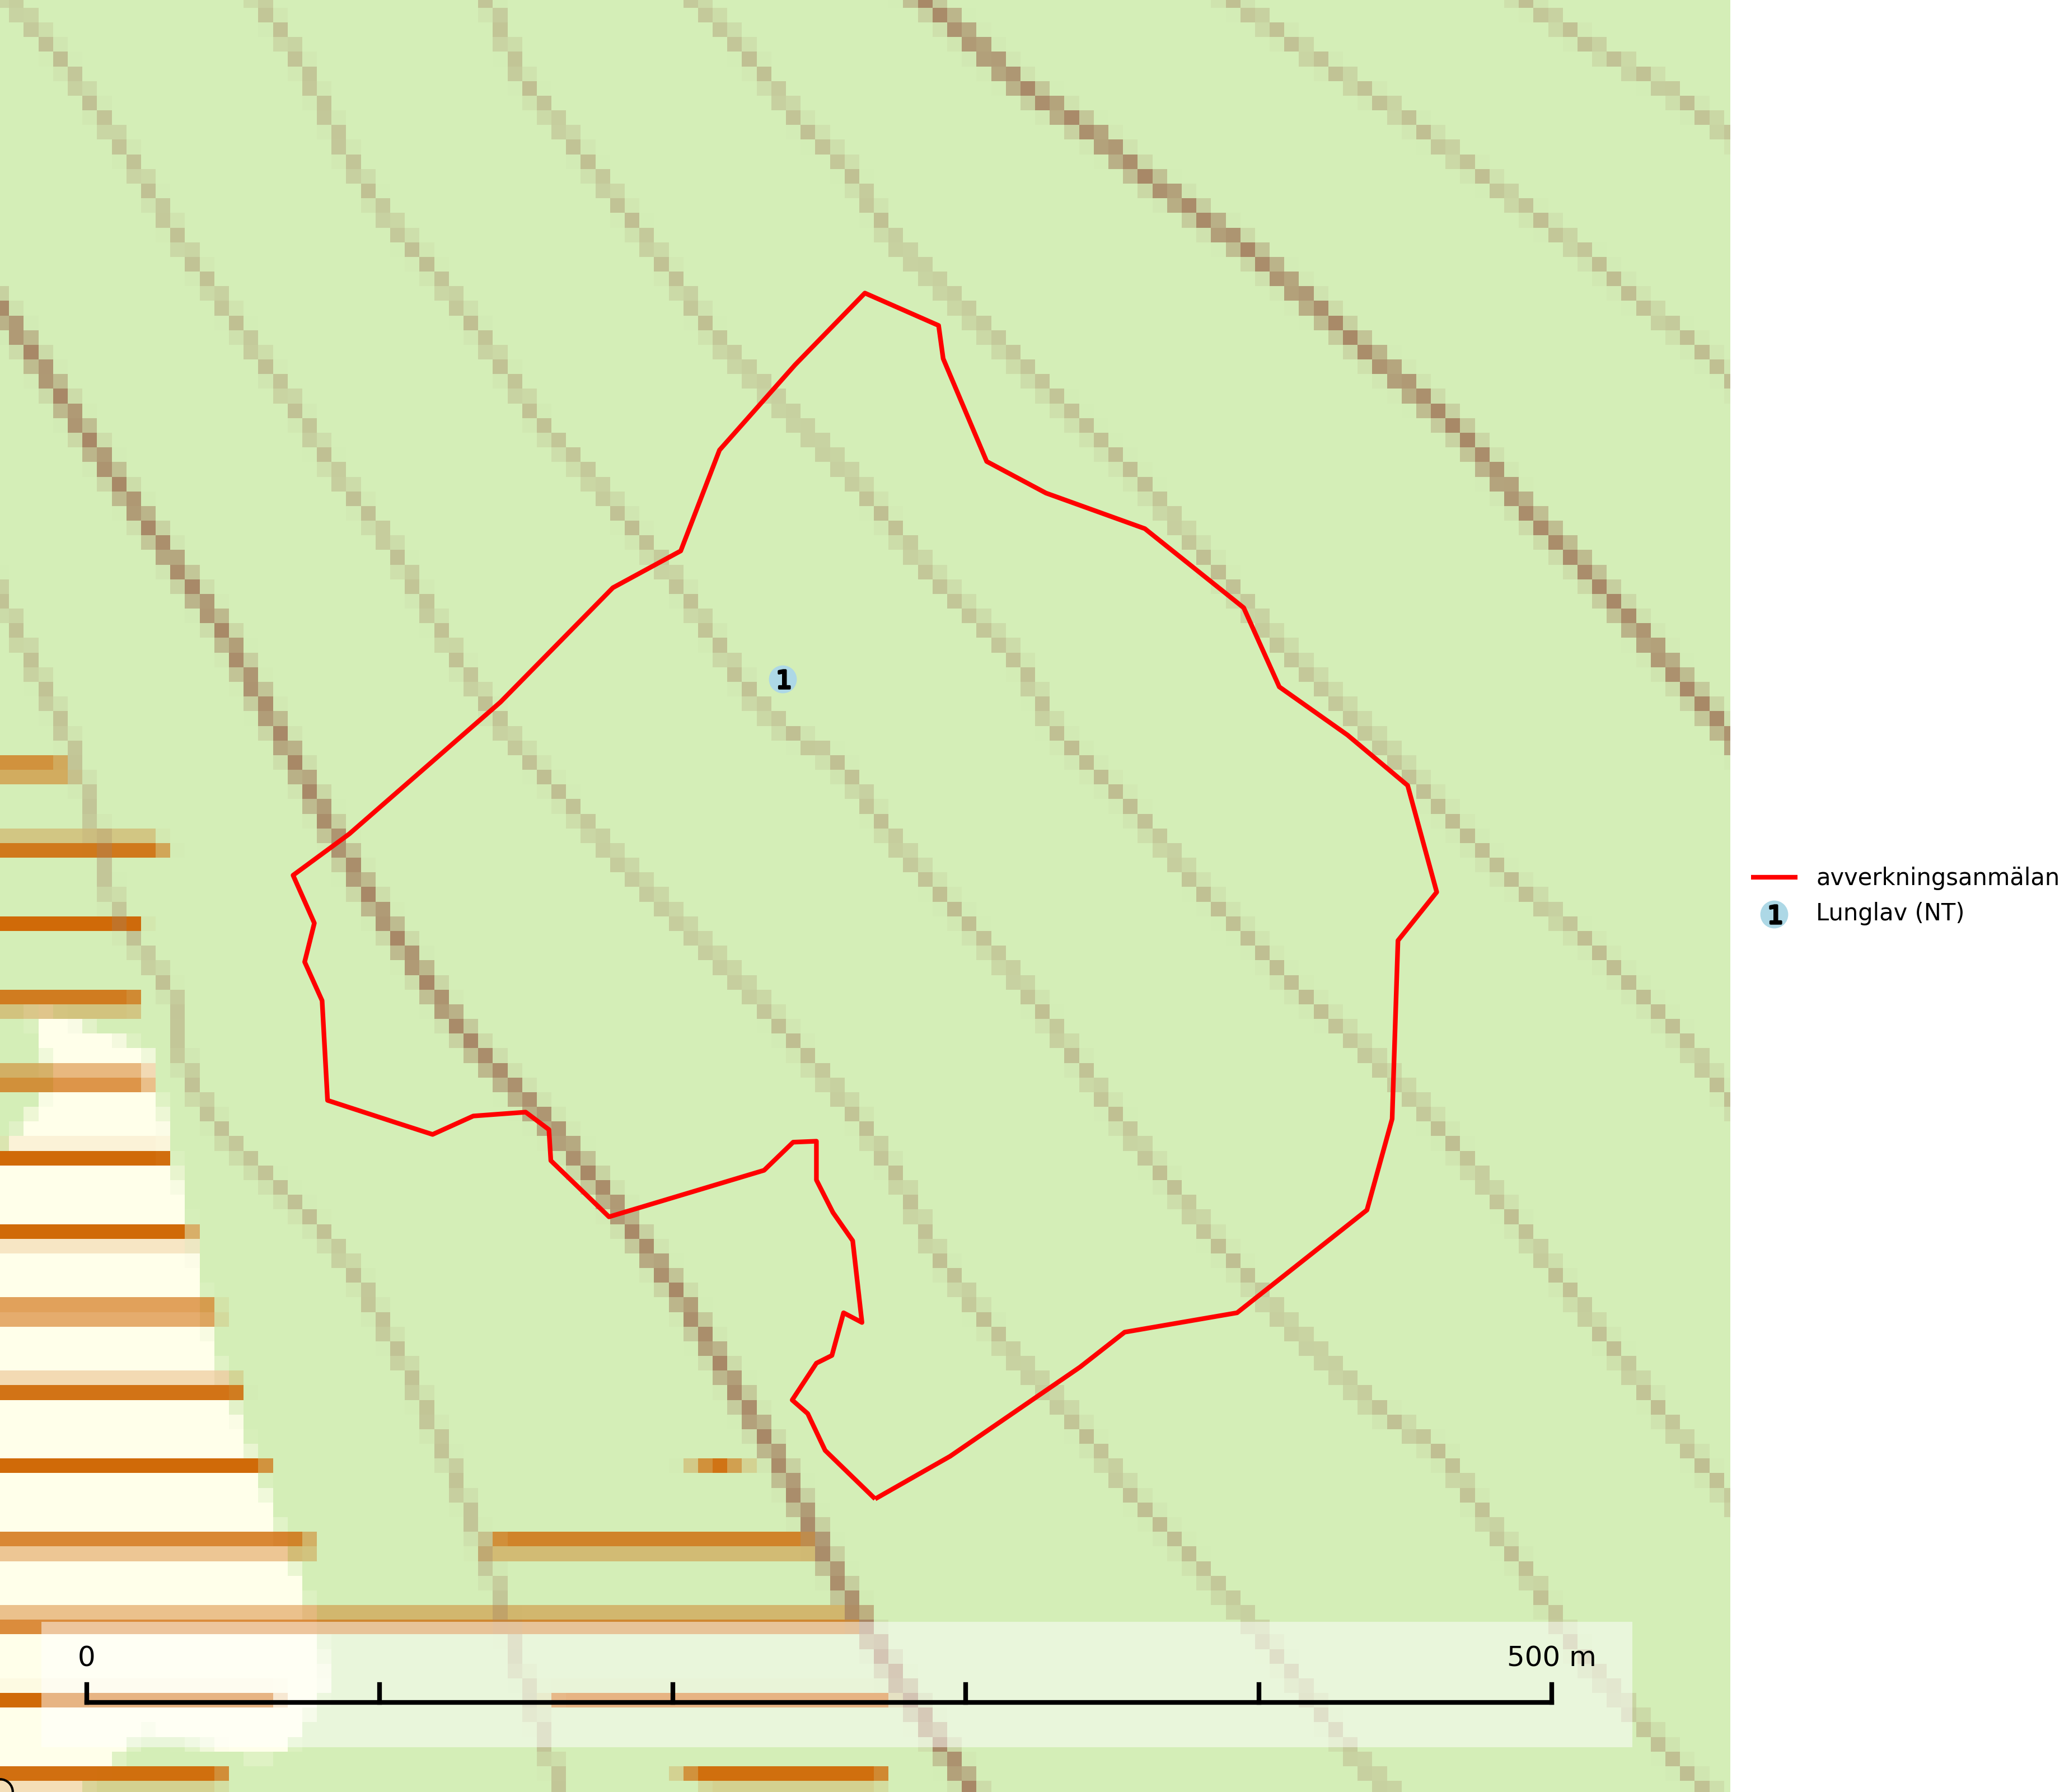 1
avverkningsanmälan
1 Lunglav (NT)
0 500 m